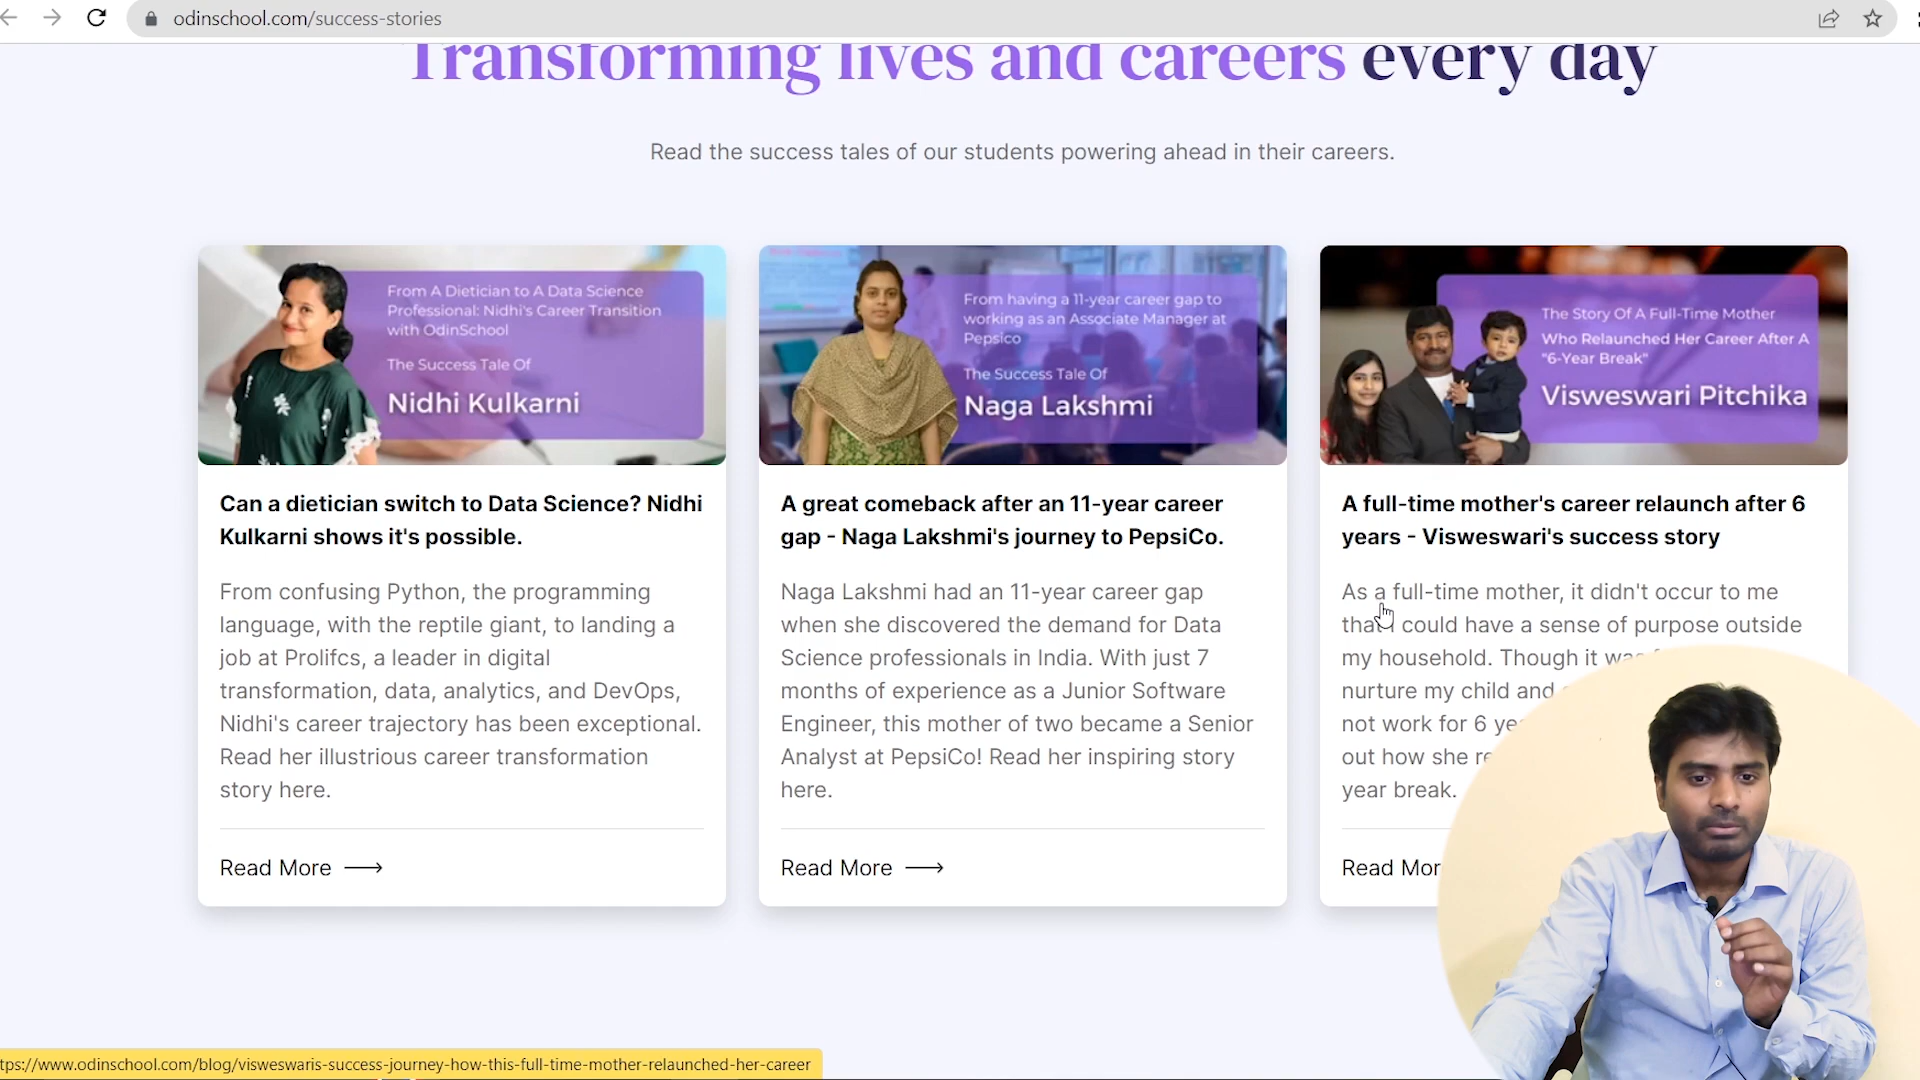 odinschool.com/success-stories
Transforming lives and careers every day
Read the success tales of our students powering ahead in their careers.
From A Dietician to A Data Science
Professional: Nidhi's Career Transition
with OdinSchool
The Success Tale Of
Nidhi Kulkarni
Can a dietician switch to Data Science? Nidhi
Kulkarni shows it's possible.
From confusing Python, the programming
language, with the reptile giant, to landing a
job at Prolifcs, a leader in digital
transformation, data, analytics, and DevOps,
Nidhi's career trajectory has been exceptional.
Read her illustrious career transformation
story here.
Read More
From having a 11-year career gap to
working as an Associate Manager at
Pepsico
The Success Tale Of
Naga Lakshmi
A great comeback after an 11-year career
gap - Naga Lakshmi's journey to PepsiCo.
Naga Lakshmi had an 11-year career gap
when she discovered the demand for Data
Science professionals in India. With just 7
months of experience as a Junior Software
Engineer, this mother of two became a Senior
Analyst at PepsiCo! Read her inspiring story
here.
Read More
The Story Of A Full-Time Mother
Who Relaunched Her Career After A
"6-Year Break"
Visweswari Pitchika
A full-time mother's career relaunch after 6
years - Visweswari's success story
As a full-time mother, it didn't occur to me
that I could have a sense of purpose outside
my household. Though it was
nurture my child and
not work for 6
out how she
year break.
Read
tps://www.odinschool.com/blog/visweswaris-success-journey-how-this-full-time-mother-relaunched-her-career